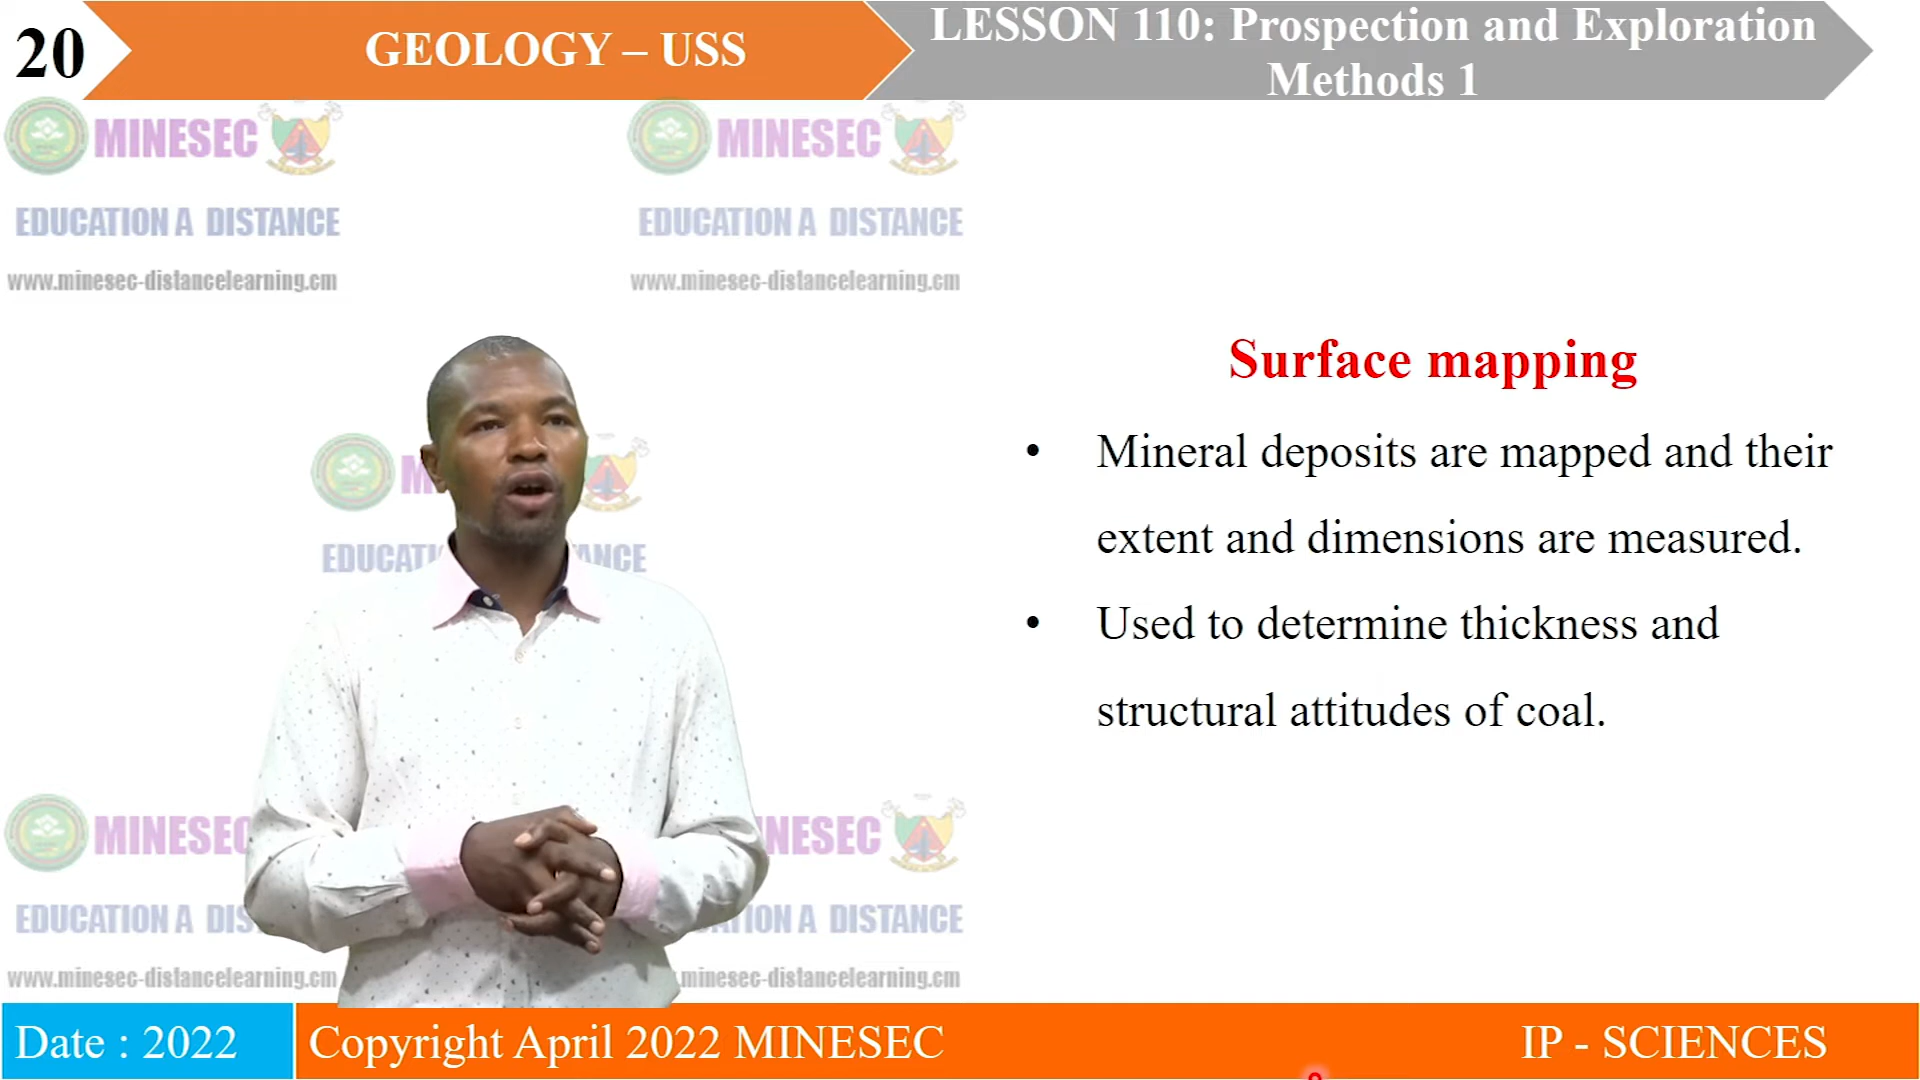 20
GEOLOGY – USS
LESSON 110: Prospection and Exploration
Methods 1
MINESEC
EDUCATION A DISTANCE
www.minesec-distancelearning.cm
MINESEC
EDUCATION A DISTANCE
www.minesec-distancelearning.cm
Surface mapping
• Mineral deposits are mapped and their
extent and dimensions are measured.
• Used to determine thickness and
structural attitudes of coal.
M
EDUCATI ANCE
MINESEC
EDUCATION A DIS
www.minesec-distancelearning.cm
NESEC
ATION A DISTANCE
minesec-distancelearning.cm
Date : 2022
Copyright April 2022 MINESEC
IP - SCIENCES